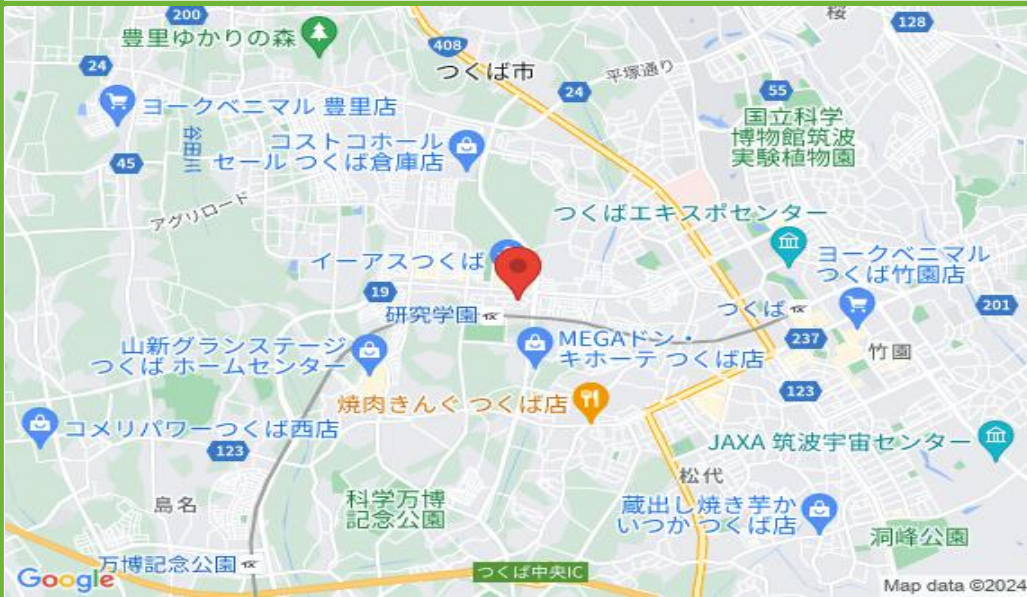 200
桜
128
豊里ゆかりの森
408
つくば市
平塚通り
24
24
55
ヨークベニマル 豊里店
国立科学
博物館筑波
実験植物園
谷田川
コストコホール
セール つくば倉庫店
45
アグリロード
つくばエキスポセンター
イーアスつくば
ヨークベニマル
つくば竹園店
19
研究学園
つくば
201
山新グランステージ
つくば ホームセンター
MEGAドン・
キホーテ つくば店
237
竹園
焼肉きんぐ つくば店
123
コメリパワーつくば西店
123
JAXA 筑波宇宙センター
松代
島名
科学万博
記念公園
蔵出し焼き芋か
いつか つくば店
洞峰公園
万博記念公園
Google
つくば中央IC
Map data ©2024